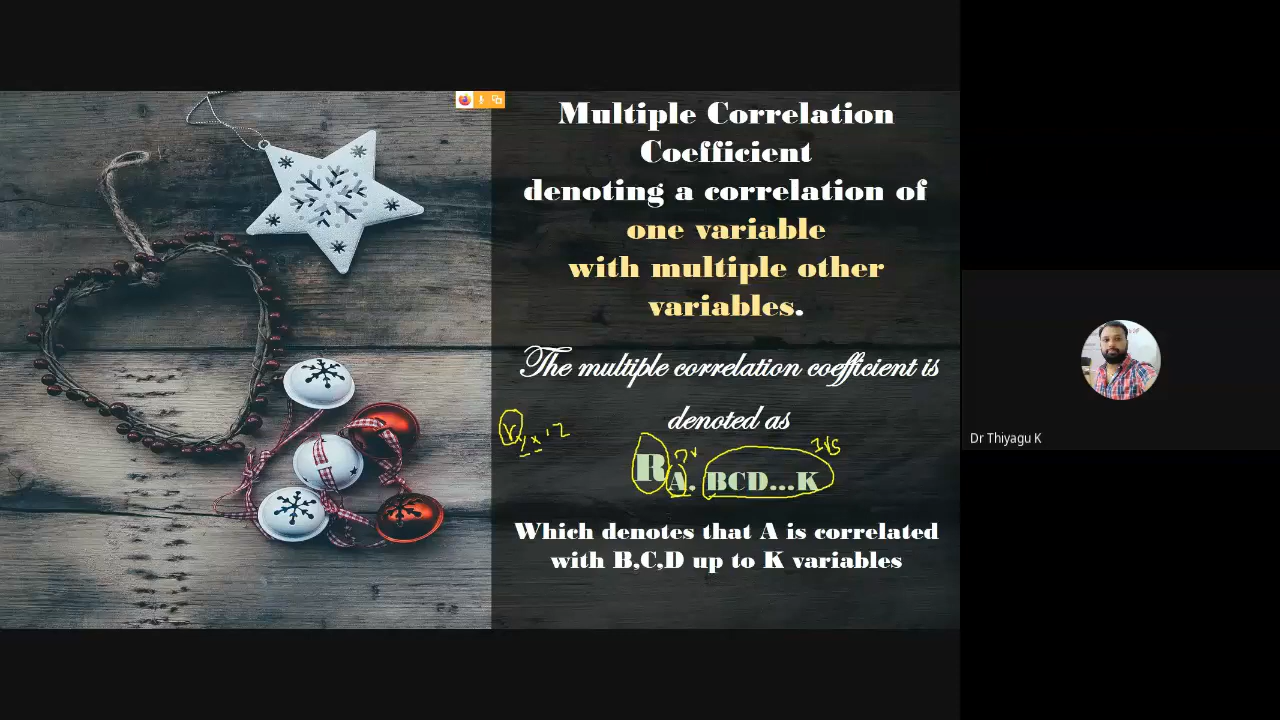 Multiple Correlation
Coefficient
denoting a correlation of
one variable
with multiple other
variables.
The multiple correlation coefficient is
denoted as
R A. BCD...K
IVS
Which denotes that A is correlated
with B,C,D up to K variables
Dr Thiyagu K